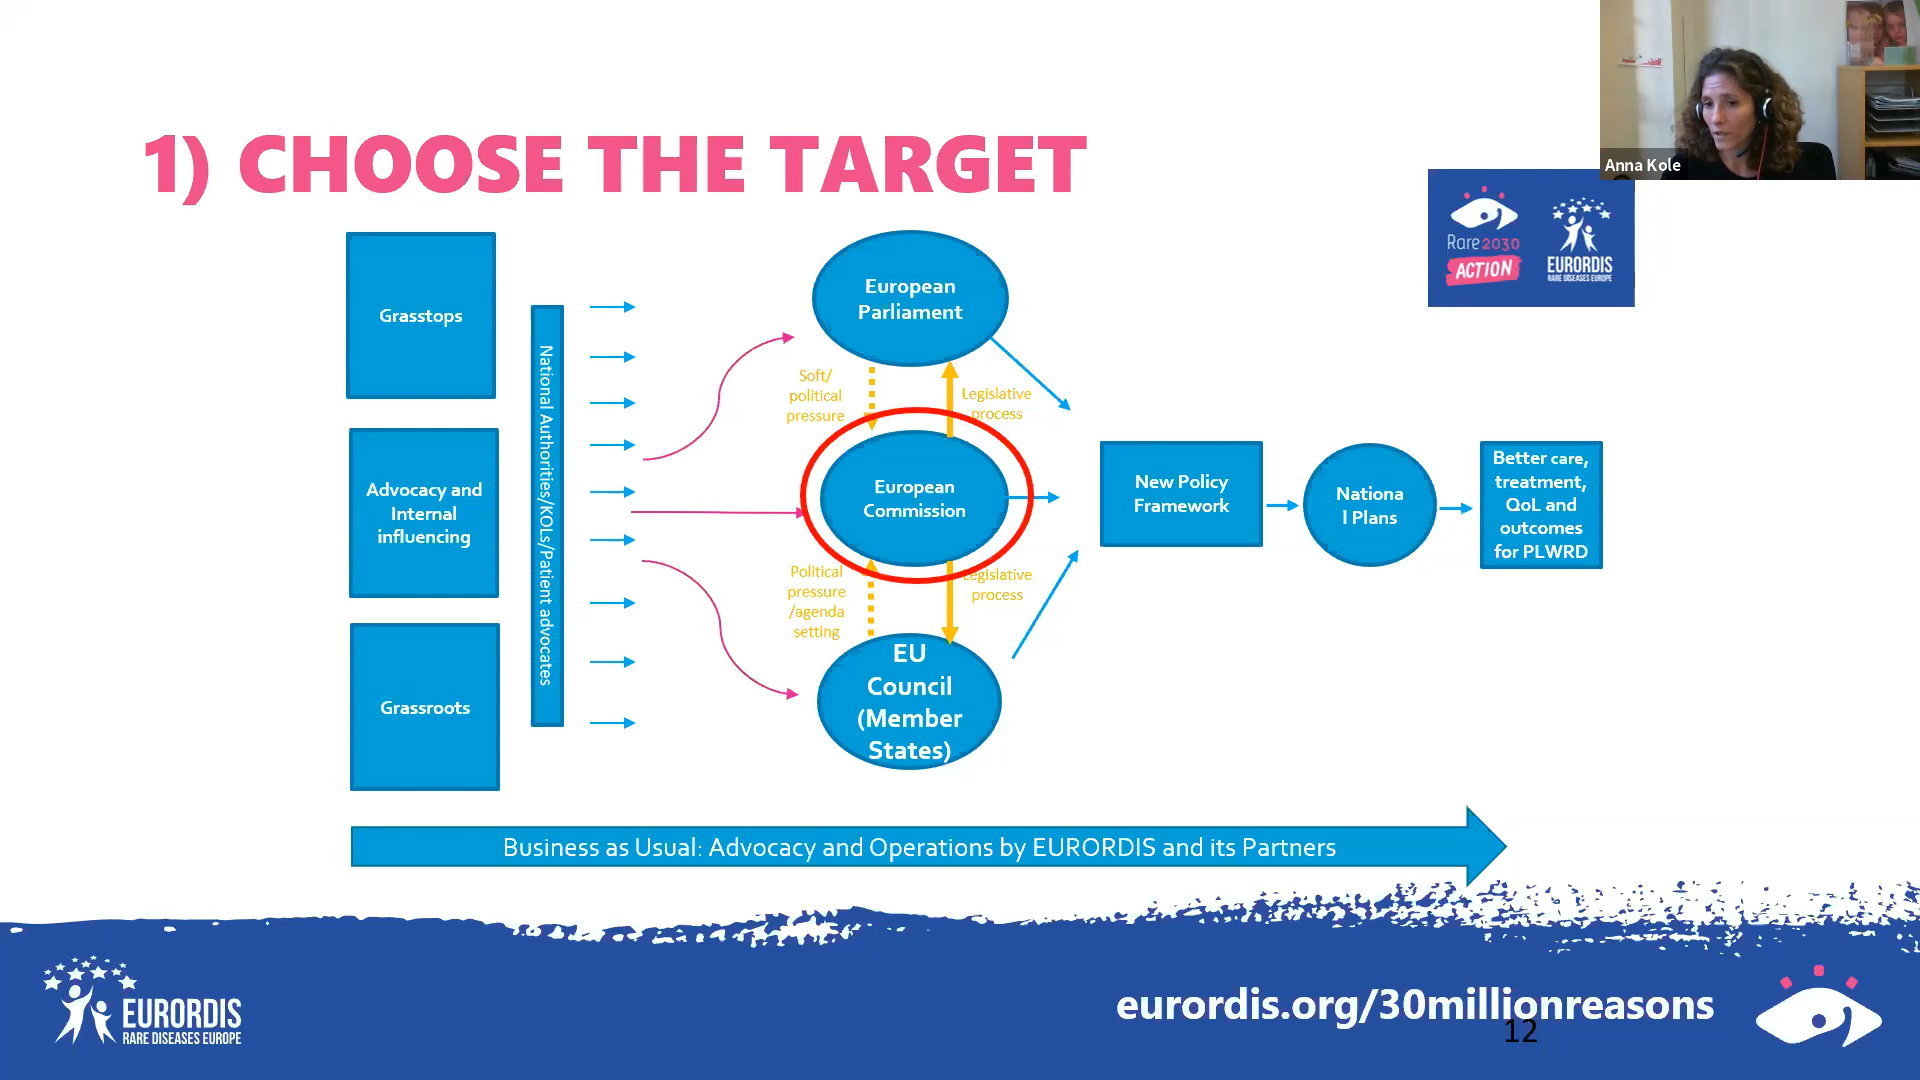 1) CHOOSE THE TARGET
Anna Kole
Rare2030
ACTION
EURORDIS
RARE DISEASES EUROPE
Grasstops
Advocacy and
Internal
influencing
Grassroots
National Authorities/KOLs/Patient advocates
European
Parliament
Soft/
political
pressure
Legislative
process
European
Commission
Political
pressure
/agenda
setting
Legislative
process
EU
Council
(Member
States)
New Policy
Framework
Nationa
l Plans
Better care,
treatment,
QoL and
outcomes
for PLWRD
Business as Usual: Advocacy and Operations by EURORDIS and its Partners
EURORDIS
RARE DISEASES EUROPE
eurordis.org/30millionreasons
12